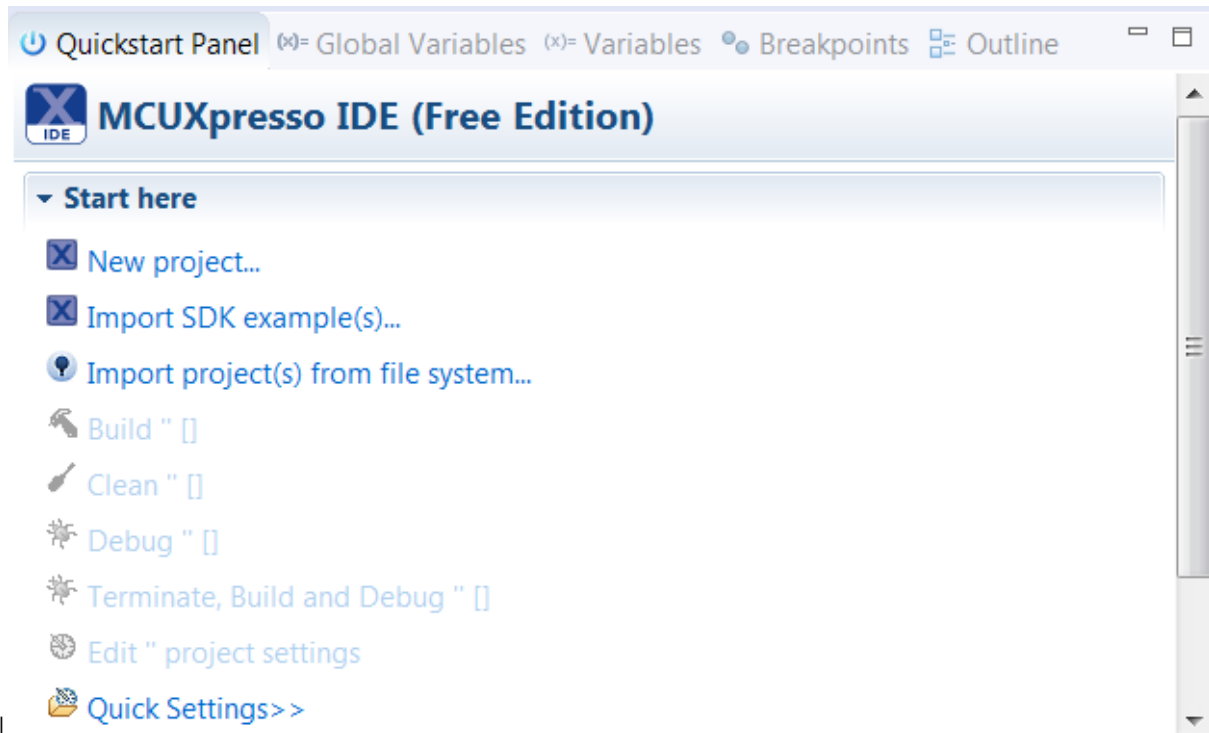 Quickstart Panel (x)= Global Variables (x)= Variables Breakpoints Outline
X IDE MCUXpresso IDE (Free Edition)
Start here
X New project...
X Import SDK example(s)...
Import project(s) from file system...
Build '' []
Clean '' []
Debug '' []
Terminate, Build and Debug '' []
Edit '' project settings
Quick Settings>>